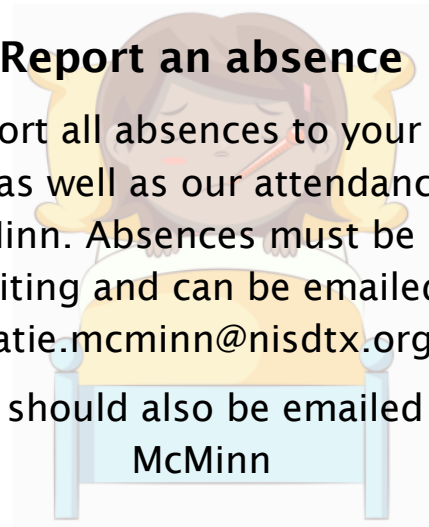 Report an absence
ort all absences to your
as well as our attendanc
inn. Absences must be
iting and can be emailed
atie.mcminn@nisdtx.org
should also be emailed
McMinn